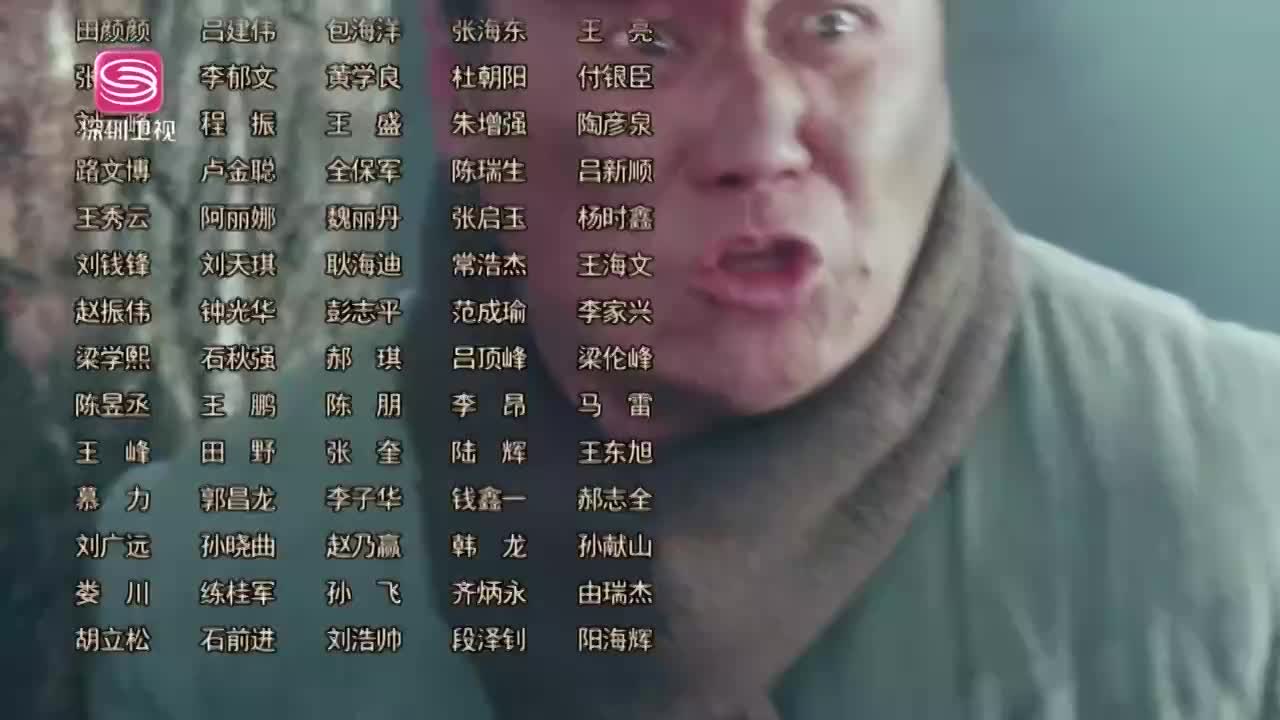 田颜颜 吕建伟 包海洋 张海东 王 亮
张 李郁文 黄学良 杜朝阳 付银臣
程 振 王 盛 朱增强 陶彦泉
深圳卫视
路文博 卢金聪 全保军 陈瑞生 吕新顺
王秀云 阿丽娜 魏丽丹 张启玉 杨时鑫
刘钱锋 刘天琪 耿海迪 常浩杰 王海文
赵振伟 钟光华 彭志平 范成瑜 李家兴
梁学熙 石秋强 郝 琪 吕顶峰 梁伦峰
陈昱丞 王 鹏 陈 朋 李 昂 马 雷
王 峰 田 野 张 奎 陆 辉 王东旭
慕 力 郭昌龙 李子华 钱鑫一 郝志全
刘广远 孙晓曲 赵乃赢 韩 龙 孙献山
娄 川 练桂军 孙 飞 齐炳永 由瑞杰
胡立松 石前进 刘浩帅 段泽钊 阳海辉